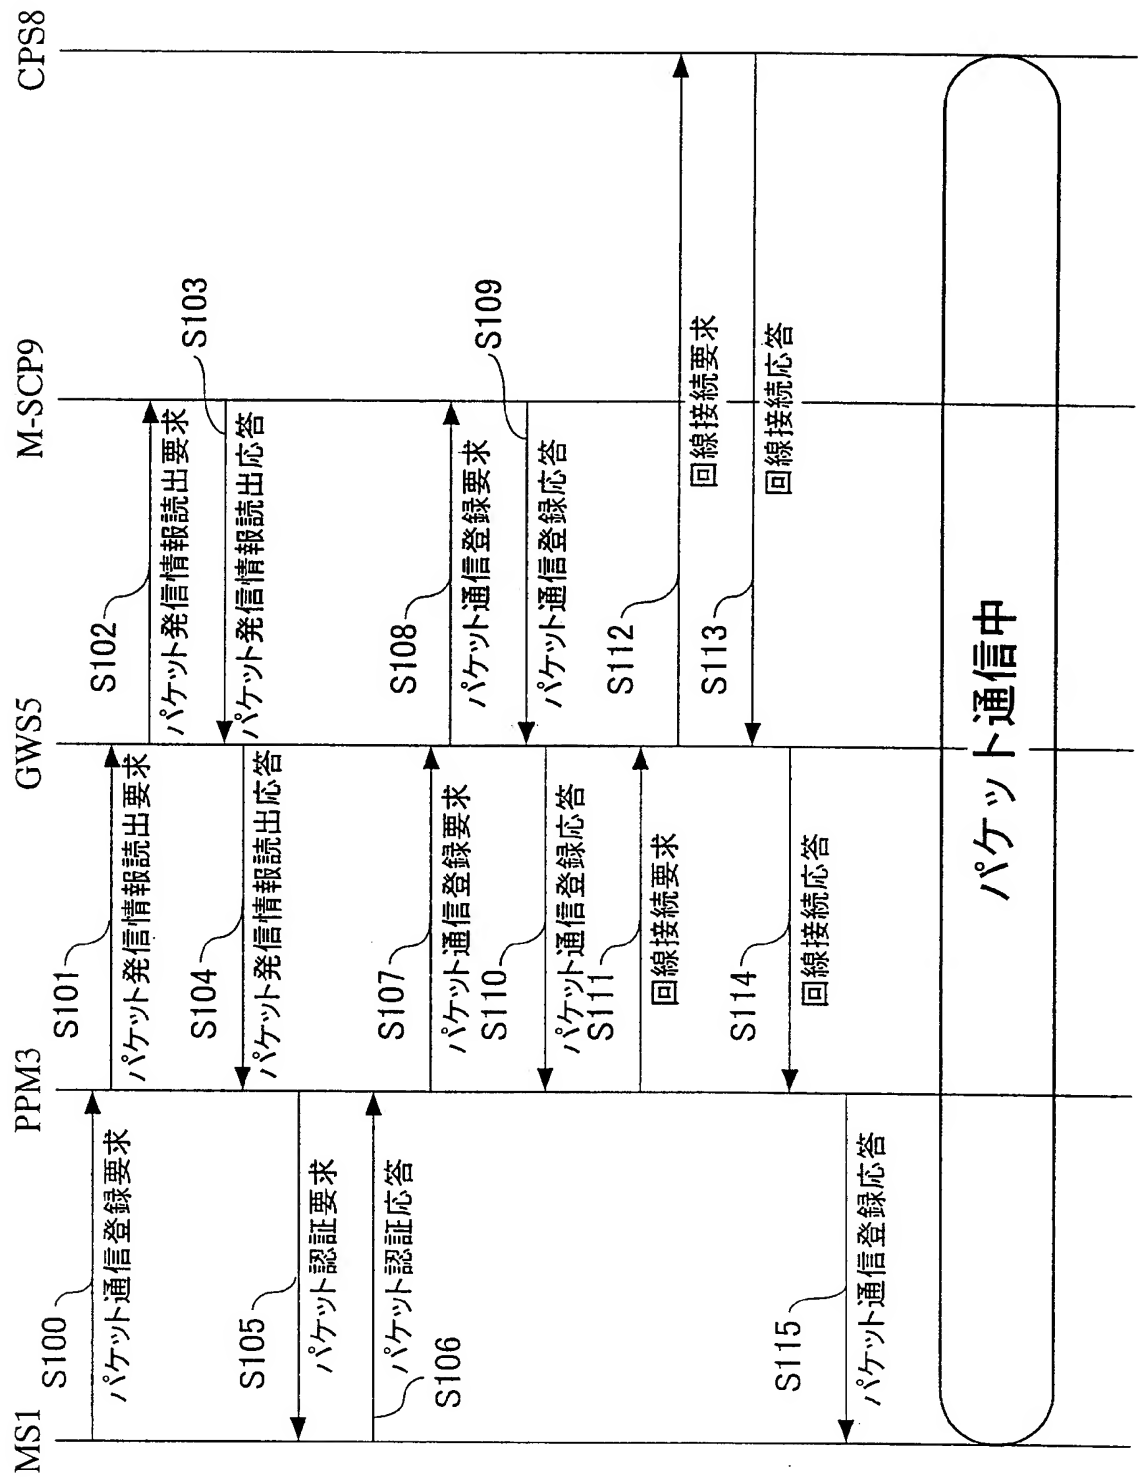 MS1
PPM3
GWS5
M-SCP9
CPS8
S100
パケット通信登録要求
S101
パケット発信情報読出要求
S102
パケット発信情報読出要求
S103
パケット発信情報読出応答
S104
パケット発信情報読出応答
S105
パケット認証要求
S106
パケット認証応答
S107
パケット通信登録要求
S108
パケット通信登録要求
S109
パケット通信登録応答
S110
パケット通信登録応答
S111
回線接続要求
S112
回線接続要求
S113
回線接続応答
S114
回線接続応答
S115
パケット通信登録応答
パケット通信中